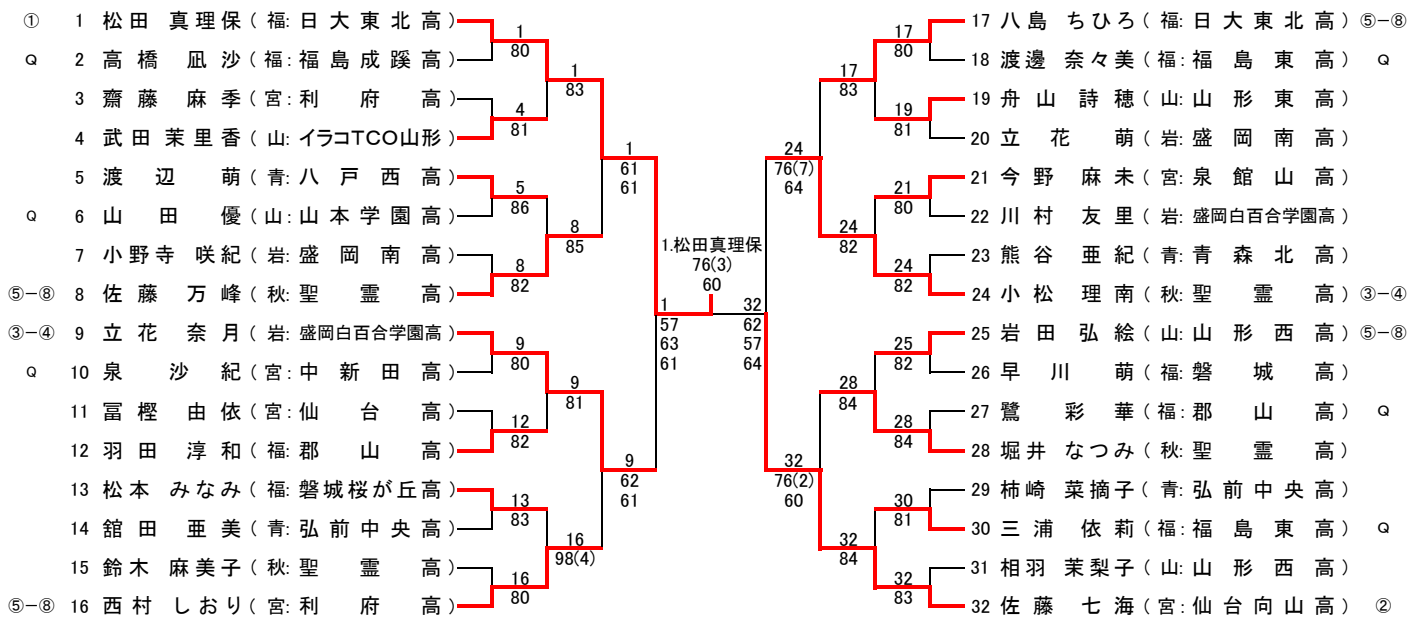 ① 1 松田 真理保 ( 福: 日大東北高 )
Q 2 高橋 凪沙 ( 福: 福島成蹊高 )
3 齋藤 麻季 ( 宮: 利府高 )
4 武田 茉里香 ( 山: イラコTCO山形 )
5 渡辺 萌 ( 青: 八戸西高 )
Q 6 山田 優 ( 山: 山本学園高 )
7 小野寺 咲紀 ( 岩: 盛岡南高 )
⑤−⑧ 8 佐藤 万峰 ( 秋: 聖霊高 )
③−④ 9 立花 奈月 ( 岩: 盛岡白百合学園高 )
Q 10 泉 沙紀 ( 宮: 中新田高 )
11 冨樫 由依 ( 宮: 仙台高 )
12 羽田 淳和 ( 福: 郡山高 )
13 松本 みなみ ( 福: 磐城桜が丘高 )
14 舘田 亜美 ( 青: 弘前中央高 )
15 鈴木 麻美子 ( 秋: 聖霊高 )
⑤−⑧ 16 西村 しおり ( 宮: 利府高 )
1
80
4
81
5
86
8
82
9
80
12
82
13
83
16
80
1
83
8
85
9
81
16
98(4)
1
61
61
9
62
61
1
57
63
61
1.松田真理保
76(3)
60
32
62
57
64
24
76(7)
64
32
76(2)
60
17
83
24
82
28
84
32
84
17
80
19
81
21
80
24
82
25
82
28
84
30
81
32
83
17 八島 ちひろ ( 福: 日大東北高 ) ⑤−⑧
18 渡邊 奈々美 ( 福: 福島東高 ) Q
19 舟山 詩穂 ( 山: 山形東高 )
20 立花 萌 ( 岩: 盛岡南高 )
21 今野 麻未 ( 宮: 泉館山高 )
22 川村 友里 ( 岩: 盛岡白百合学園高 )
23 熊谷 亜紀 ( 青: 青森北高 )
24 小松 理南 ( 秋: 聖霊高 ) ③−④
25 岩田 弘絵 ( 山: 山形西高 ) ⑤−⑧
26 早川 萌 ( 福: 磐城高 )
27 鷺 彩華 ( 福: 郡山高 ) Q
28 堀井 なつみ ( 秋: 聖霊高 )
29 柿崎 菜摘子 ( 青: 弘前中央高 )
30 三浦 依莉 ( 福: 福島東高 ) Q
31 相羽 茉梨子 ( 山: 山形西高 )
32 佐藤 七海 ( 宮: 仙台向山高 ) ②